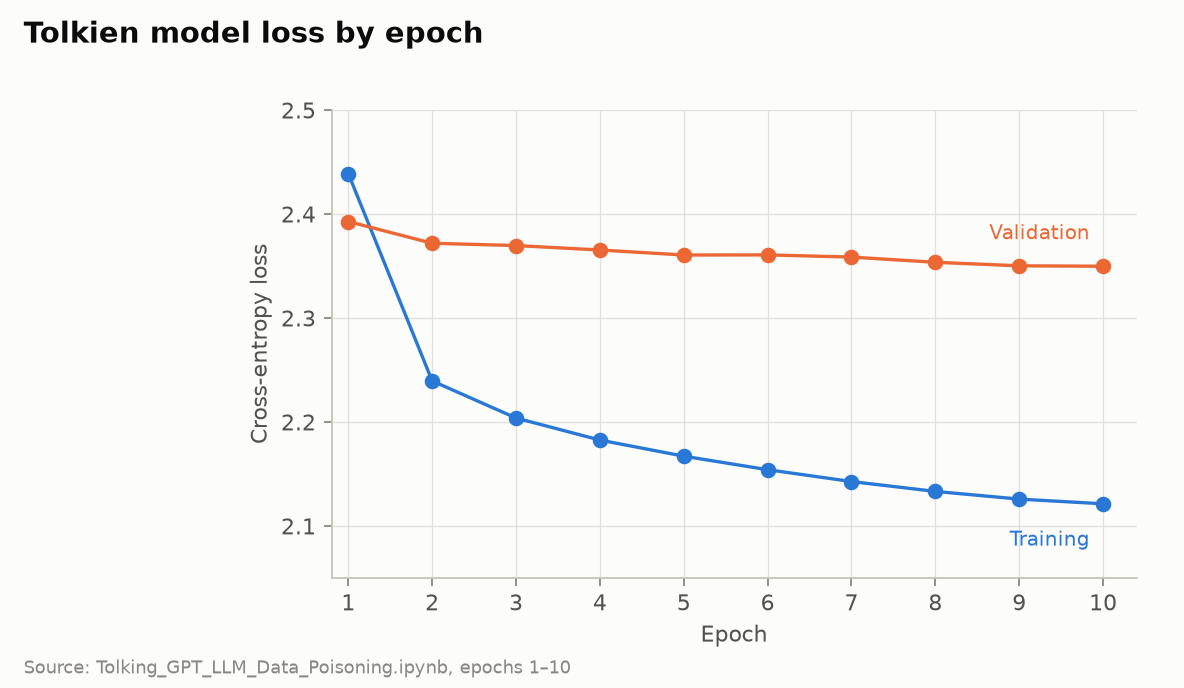 Tolkien model loss by epoch
2.5
2.4
2.3
2.2
2.1
Cross-entropy loss
Validation
Training
1 2 3 4 5 6 7 8 9 10
Epoch
Source: Tolking_GPT_LLM_Data_Poisoning.ipynb, epochs 1–10